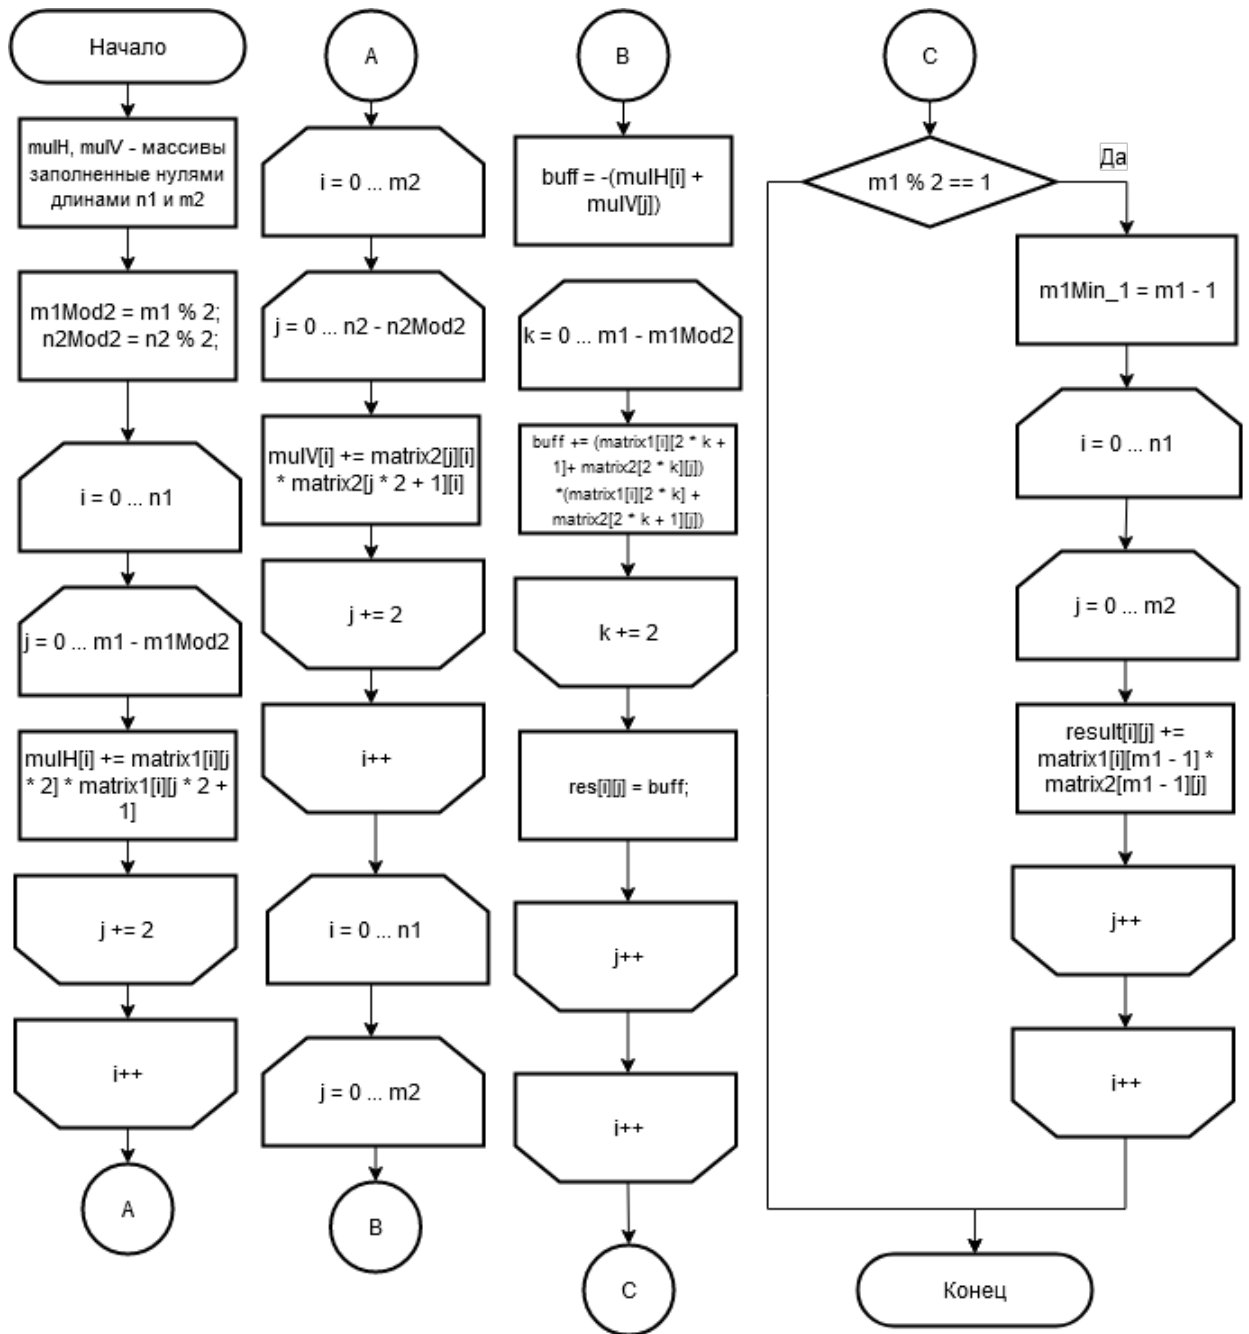 Начало
mulH, mulV - массивы
заполненные нулями
длинами n1 и m2
m1Mod2 = m1 % 2;
n2Mod2 = n2 % 2;
i = 0 ... n1
j = 0 ... m1 - m1Mod2
mulH[i] += matrix1[i][j
* 2] * matrix1[i][j * 2 +
1]
j += 2
i++
A
A
i = 0 ... m2
j = 0 ... n2 - n2Mod2
mulV[i] += matrix2[j][i]
* matrix2[j * 2 + 1][i]
j += 2
i++
i = 0 ... n1
j = 0 ... m2
B
B
buff = -(mulH[i] +
mulV[j])
k = 0 ... m1 - m1Mod2
buff += (matrix1[i][2 * k +
1]+ matrix2[2 * k][j])
*(matrix1[i][2 * k] +
matrix2[2 * k + 1][j])
k += 2
res[i][j] = buff;
j++
i++
C
C
m1 % 2 == 1
Да
m1Min_1 = m1 - 1
i = 0 ... n1
j = 0 ... m2
result[i][j] +=
matrix1[i][m1 - 1] *
matrix2[m1 - 1][j]
j++
i++
Конец